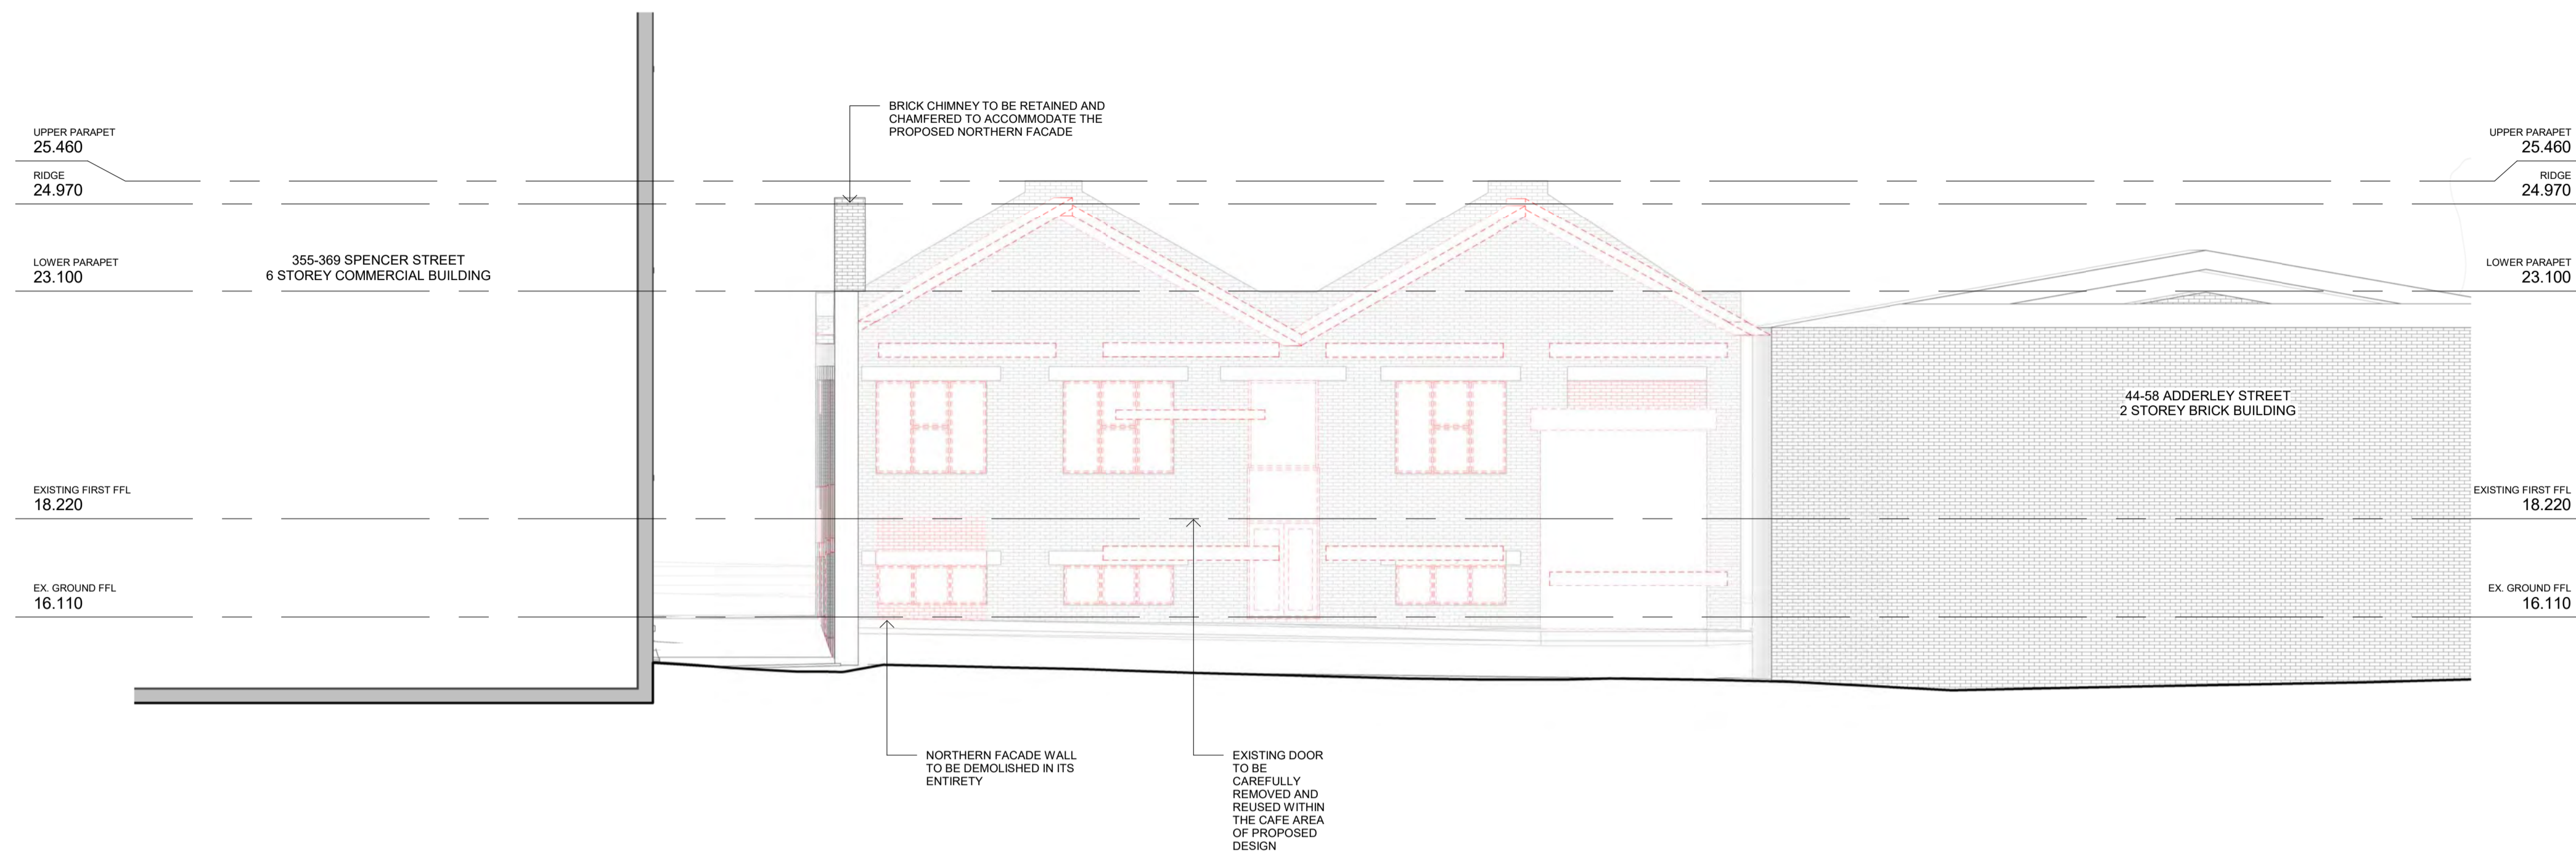 BRICK CHIMNEY TO BE RETAINED AND
CHAMFERED TO ACCOMMODATE THE
PROPOSED NORTHERN FACADE
UPPER PARAPET
25.460
RIDGE
24.970
LOWER PARAPET
23.100
EXISTING FIRST FFL
18.220
EX. GROUND FFL
16.110
355-369 SPENCER STREET
6 STOREY COMMERCIAL BUILDING
44-58 ADDERLEY STREET
2 STOREY BRICK BUILDING
UPPER PARAPET
25.460
RIDGE
24.970
LOWER PARAPET
23.100
EXISTING FIRST FFL
18.220
EX. GROUND FFL
16.110
NORTHERN FACADE WALL
TO BE DEMOLISHED IN ITS
ENTIRETY
EXISTING DOOR
TO BE
CAREFULLY
REMOVED AND
REUSED WITHIN
THE CAFE AREA
OF PROPOSED
DESIGN